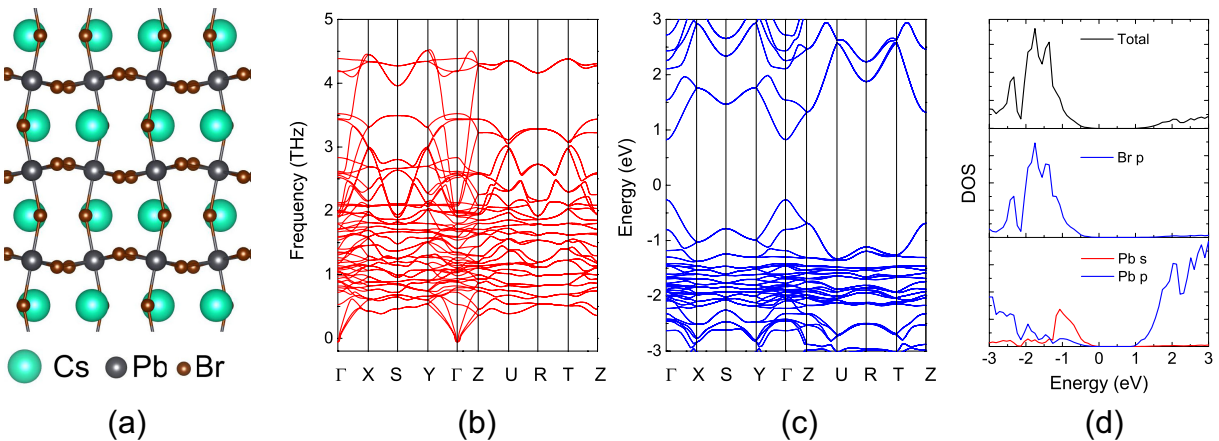 Cs Pb Br
(a)
Frequency (THz)
5
4
3
2
1
0
Γ X S Y Γ Z U R T Z
(b)
Energy (eV)
3
2
1
0
-1
-2
-3
Γ X S Y Γ Z U R T Z
(c)
DOS
Total
Br p
Pb s
Pb p
-3 -2 -1 0 1 2 3
Energy (eV)
(d)